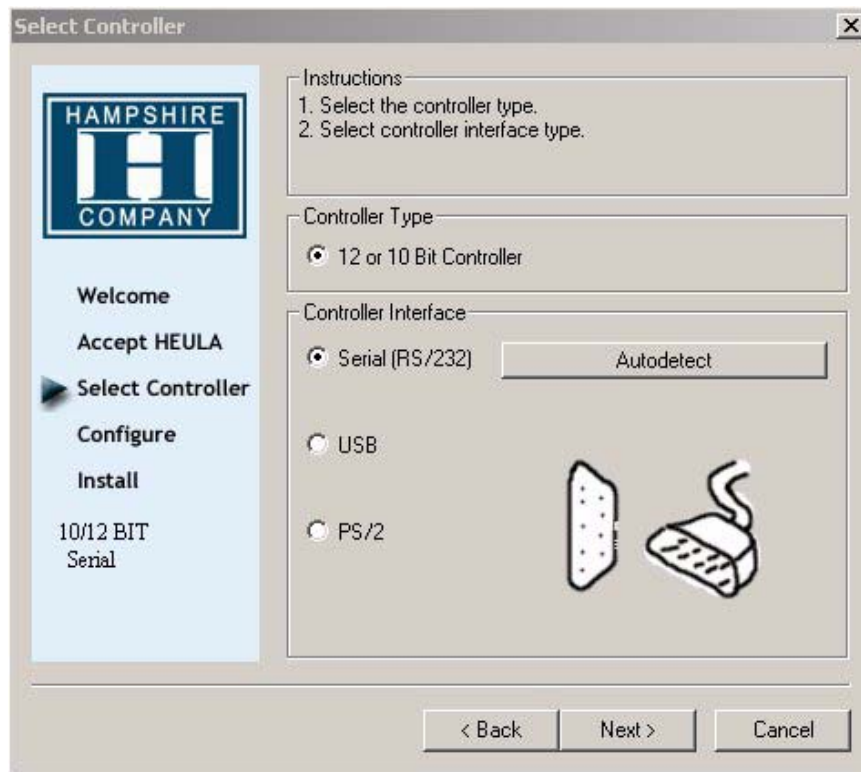 Select Controller
HAMPSHIRE
H
COMPANY
Welcome
Accept HEULA
Select Controller
Configure
Install
10/12 BIT
Serial
Instructions
1. Select the controller type.
2. Select controller interface type.
Controller Type
12 or 10 Bit Controller
Controller Interface
Serial (RS/232)
Autodetect
USB
PS/2
< Back
Next >
Cancel